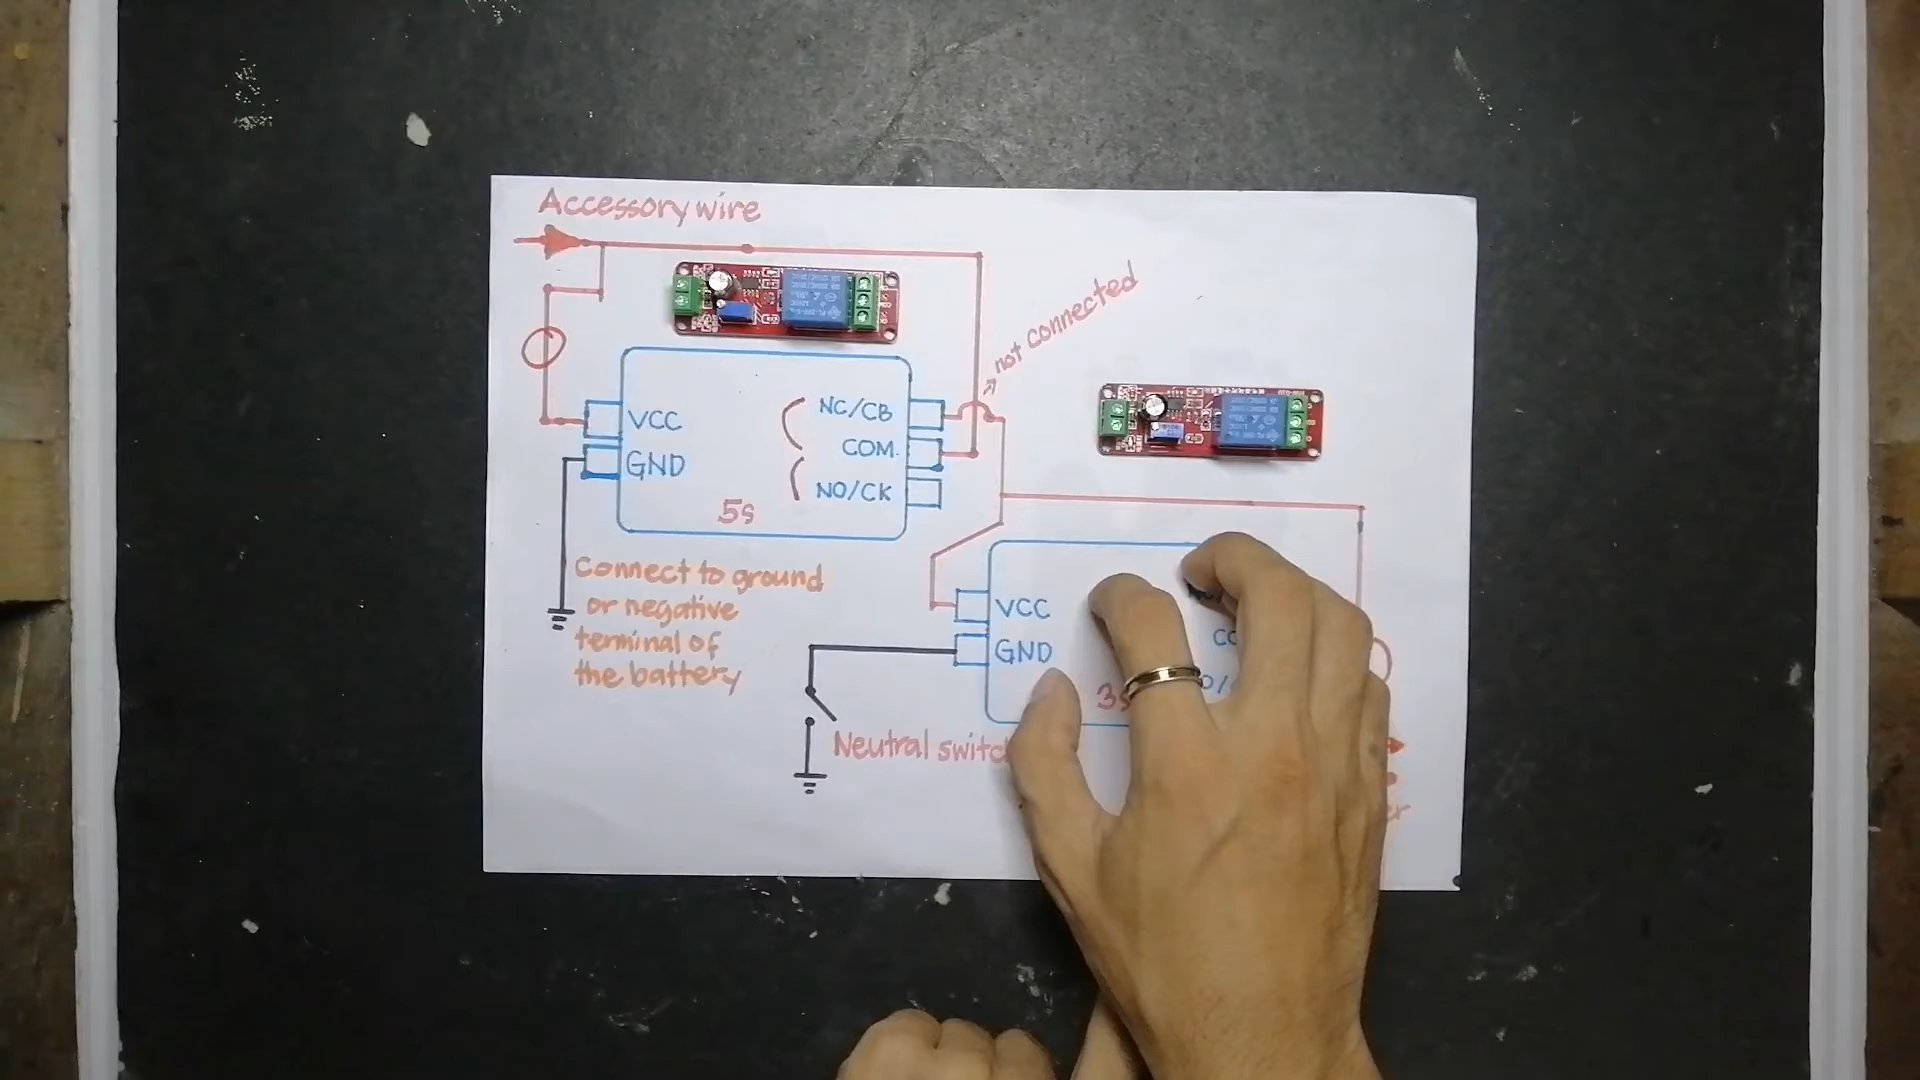 Accessory wire
not connected
NC/CB
VCC
COM.
GND
NO/CK
5s
Connect to ground
or negative
terminal of
the battery
VCC
GND
3s
Neutral switch